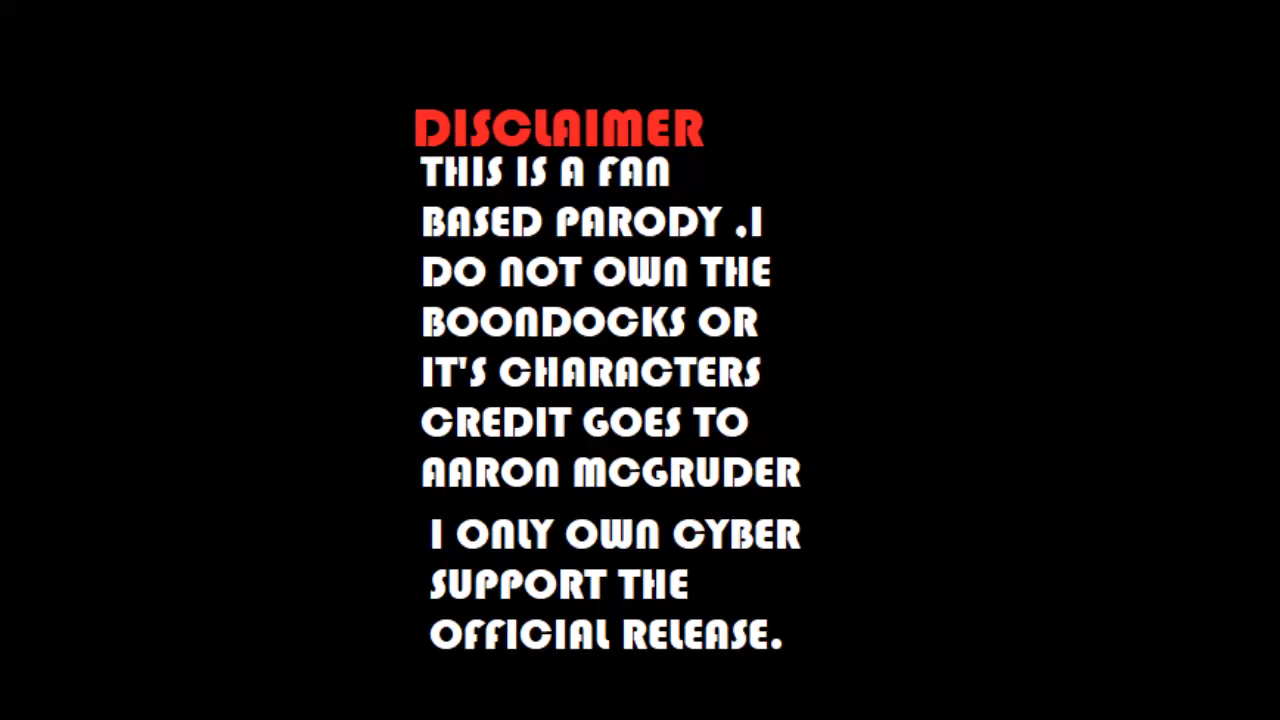 DISCLAIMER
THIS IS A FAN
BASED PARODY ,I
DO NOT OWN THE
BOONDOCKS OR
IT'S CHARACTERS
CREDIT GOES TO
AARON MCGRUDER
I ONLY OWN CYBER
SUPPORT THE
OFFICIAL RELEASE.